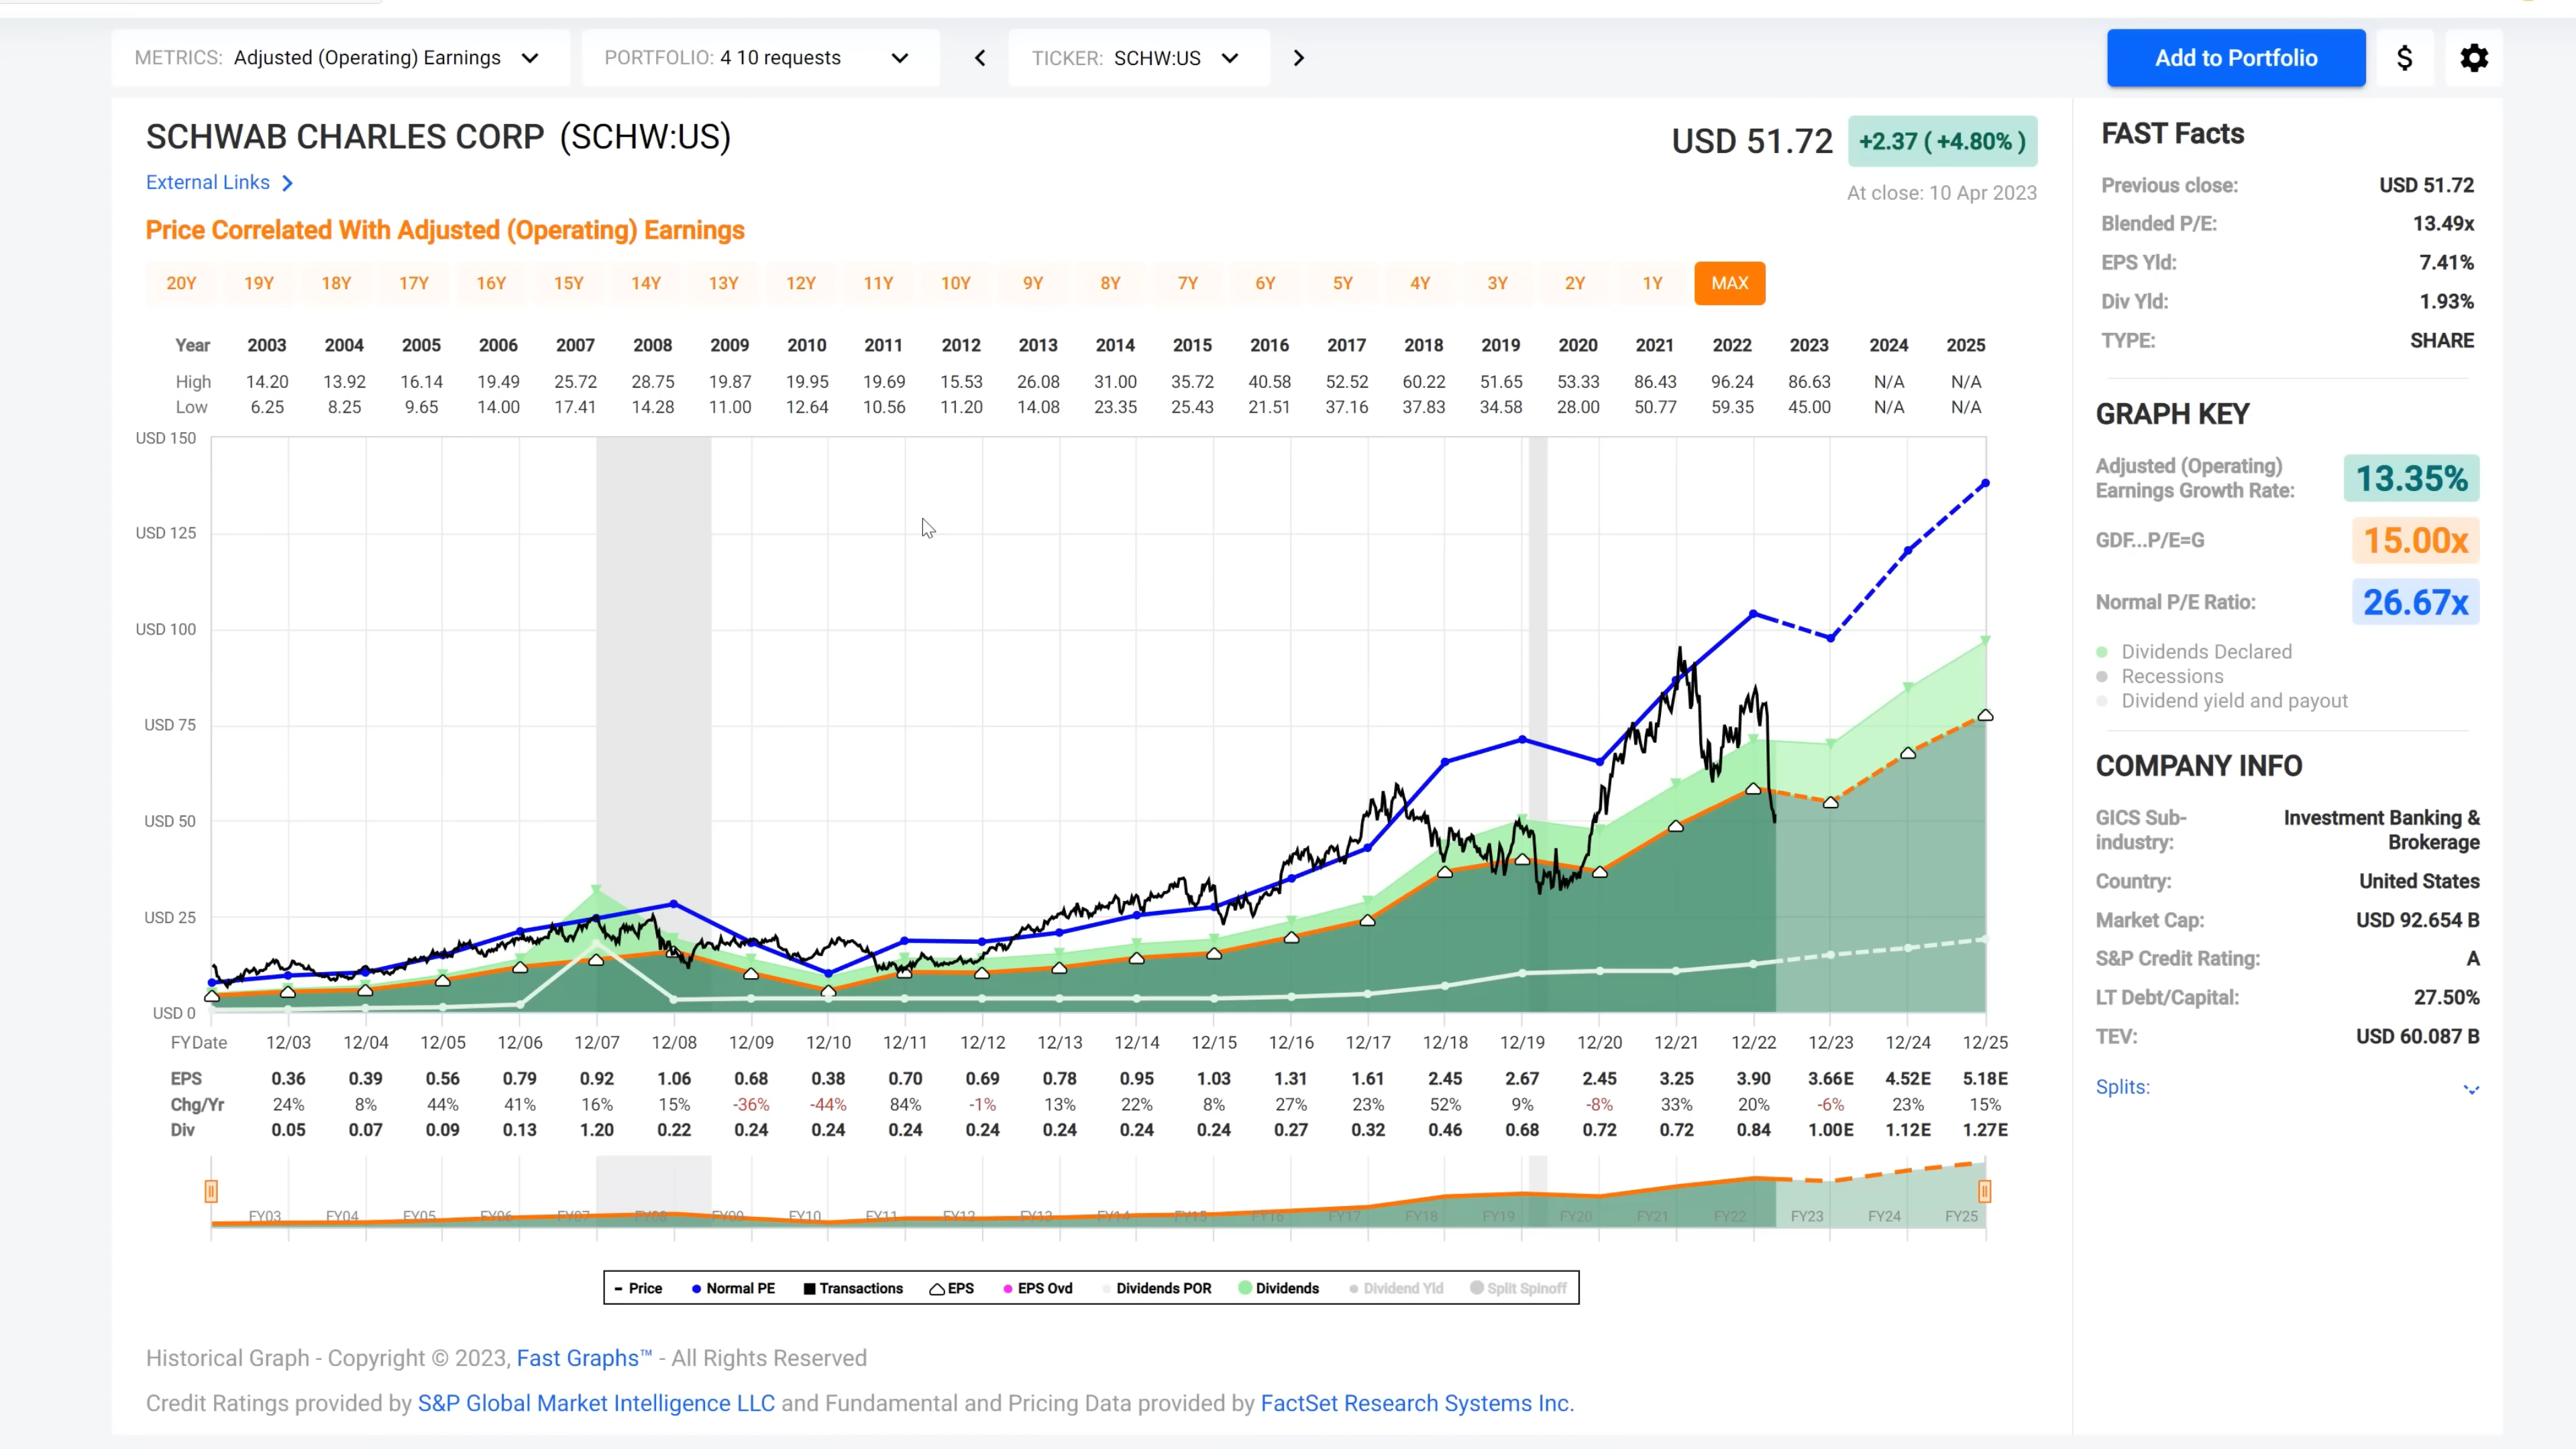 METRICS: Adjusted (Operating) Earnings PORTFOLIO: 4 10 requests TICKER: SCHW:US Add to Portfolio $
SCHWAB CHARLES CORP (SCHW:US)
USD 51.72 +2.37 ( +4.80% )
External Links
At close: 10 Apr 2023
Price Correlated With Adjusted (Operating) Earnings
20Y 19Y 18Y 17Y 16Y 15Y 14Y 13Y 12Y 11Y 10Y 9Y 8Y 7Y 6Y 5Y 4Y 3Y 2Y 1Y MAX
Year 2003 2004 2005 2006 2007 2008 2009 2010 2011 2012 2013 2014 2015 2016 2017 2018 2019 2020 2021 2022 2023 2024 2025
High 14.20 13.92 16.14 19.49 25.72 28.75 19.87 19.95 19.69 15.53 26.08 31.00 35.72 40.58 52.52 60.22 51.65 53.33 86.43 96.24 86.63 N/A N/A
Low 6.25 8.25 9.65 14.00 17.41 14.28 11.00 12.64 10.56 11.20 14.08 23.35 25.43 21.51 37.16 37.83 34.58 28.00 50.77 59.35 45.00 N/A N/A
USD 150
USD 125
USD 100
USD 75
USD 50
USD 25
USD 0
FYDate 12/03 12/04 12/05 12/06 12/07 12/08 12/09 12/10 12/11 12/12 12/13 12/14 12/15 12/16 12/17 12/18 12/19 12/20 12/21 12/22 12/23 12/24 12/25
EPS 0.36 0.39 0.56 0.79 0.92 1.06 0.68 0.38 0.70 0.69 0.78 0.95 1.03 1.31 1.61 2.45 2.67 2.45 3.25 3.90 3.66E 4.52E 5.18E
Chg/Yr 24% 8% 44% 41% 16% 15% -36% -44% 84% -1% 13% 22% 8% 27% 23% 52% 9% -8% 33% 20% -6% 23% 15%
Div 0.05 0.07 0.09 0.13 1.20 0.22 0.24 0.24 0.24 0.24 0.24 0.24 0.24 0.27 0.32 0.46 0.68 0.72 0.72 0.84 1.00E 1.12E 1.27E
FY03 FY04 FY05 FY06 FY07 FY08 FY09 FY10 FY11 FY12 FY13 FY14 FY15 FY16 FY17 FY18 FY19 FY20 FY21 FY22 FY23 FY24 FY25
Price Normal PE Transactions EPS EPS Ovd Dividends POR Dividends Dividend Yld Split Spinoff
Historical Graph - Copyright © 2023, Fast Graphs™ - All Rights Reserved
Credit Ratings provided by S&P Global Market Intelligence LLC and Fundamental and Pricing Data provided by FactSet Research Systems Inc.
FAST Facts
Previous close: USD 51.72
Blended P/E: 13.49x
EPS Yld: 7.41%
Div Yld: 1.93%
TYPE: SHARE
GRAPH KEY
Adjusted (Operating)
Earnings Growth Rate: 13.35%
GDF...P/E=G 15.00x
Normal P/E Ratio: 26.67x
Dividends Declared
Recessions
Dividend yield and payout
COMPANY INFO
GICS Sub-
industry: Investment Banking &
Brokerage
Country: United States
Market Cap: USD 92.654 B
S&P Credit Rating: A
LT Debt/Capital: 27.50%
TEV: USD 60.087 B
Splits: